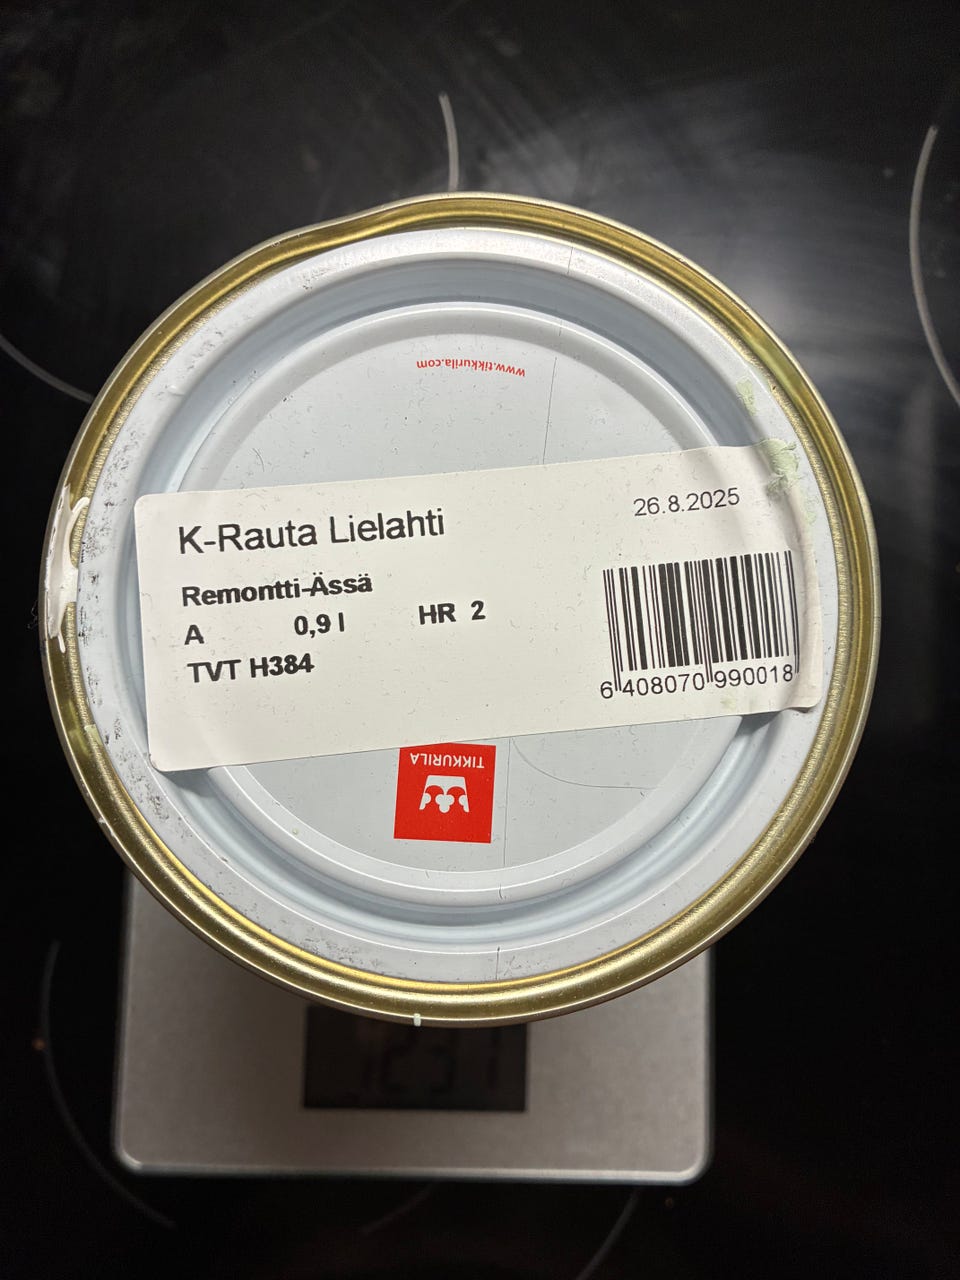 www.tikkurila.com
K-Rauta Lielahti
26.8.2025
Remontti-Ässä
A 0,9 l HR 2
TVT H384
6 408070 990018
TIKKURILA